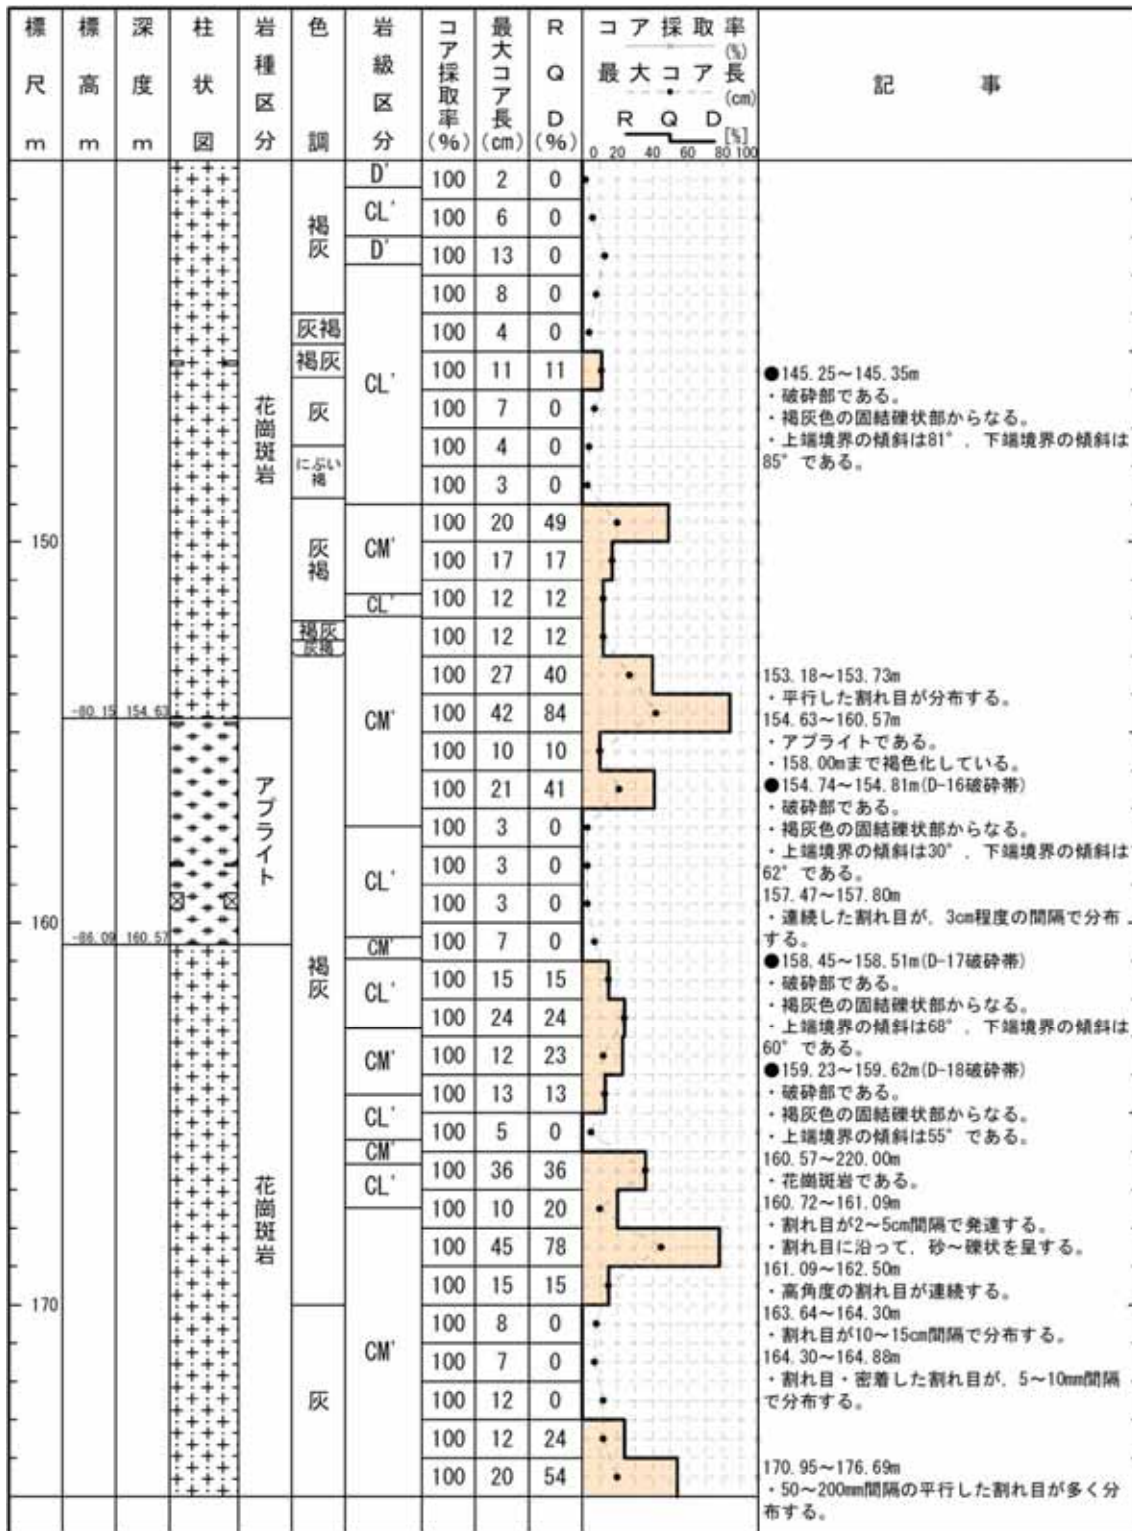 標尺m
標高m
深度m
柱状図
岩種区分
色調
岩級区分
コア採取率(%)
最大コア長(cm)
RQD(%)
コア採取率(%)
最大コア長(cm)
RQD[%]
0 20 40 60 80 100
記事
D' 100 2 0
褐灰 CL' 100 6 0
D' 100 13 0
100 8 0
灰褐 100 4 0
褐灰 CL' 100 11 11
灰 100 7 0
花崗斑岩 100 4 0
にぶい褐 100 3 0
100 20 49
150 灰褐 CM' 100 17 17
CL' 100 12 12
褐灰 100 12 12
灰褐 100 27 40
-80.15 154.63 CM' 100 42 84
100 10 10
アプライト 100 21 41
100 3 0
100 3 0
CL' 100 3 0
160 -86.09 160.57 CM' 100 7 0
褐灰 CL' 100 15 15
100 24 24
CM' 100 12 23
100 13 13
CL' 100 5 0
CM' 100 36 36
CL' 100 10 20
花崗斑岩 100 45 78
100 15 15
170 100 8 0
CM' 100 7 0
灰 100 12 0
100 12 24
100 20 54
●145.25～145.35m
・破砕部である。
・褐灰色の固結礫状部からなる。
・上端境界の傾斜は81°，下端境界の傾斜は
85°である。
153.18～153.73m
・平行した割れ目が分布する。
154.63～160.57m
・アプライトである。
・158.00mまで褐色化している。
●154.74～154.81m(D-16破砕帯)
・破砕部である。
・褐灰色の固結礫状部からなる。
・上端境界の傾斜は30°，下端境界の傾斜は
62°である。
157.47～157.80m
・連続した割れ目が，3cm程度の間隔で分布
する。
●158.45～158.51m(D-17破砕帯)
・破砕部である。
・褐灰色の固結礫状部からなる。
・上端境界の傾斜は68°，下端境界の傾斜は
60°である。
●159.23～159.62m(D-18破砕帯)
・破砕部である。
・褐灰色の固結礫状部からなる。
・上端境界の傾斜は55°である。
160.57～220.00m
・花崗斑岩である。
160.72～161.09m
・割れ目が2～5cm間隔で発達する。
・割れ目に沿って，砂～礫状を呈する。
161.09～162.50m
・高角度の割れ目が連続する。
163.64～164.30m
・割れ目が10～15cm間隔で分布する。
164.30～164.88m
・割れ目・密着した割れ目が，5～10mm間隔
で分布する。
170.95～176.69m
・50～200mm間隔の平行した割れ目が多く分
布する。